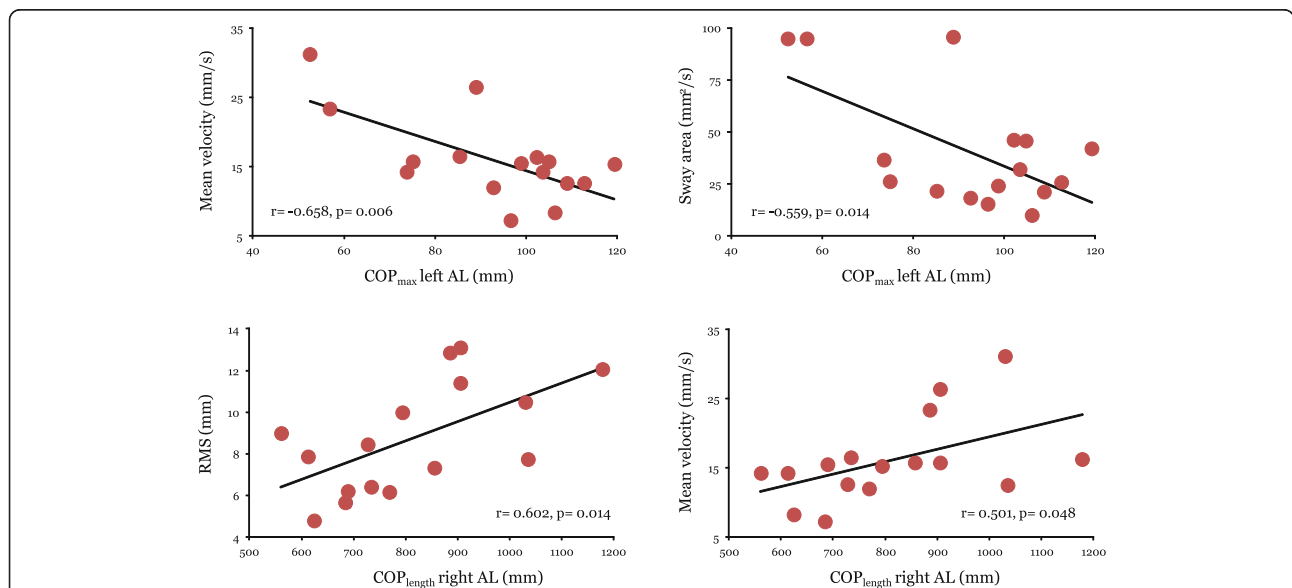 35
25
15
5
Mean velocity (mm/s)
r= -0.658, p= 0.006
40 60 80 100 120
COPmax left AL (mm)
100
75
50
25
0
Sway area (mm²/s)
r= -0.559, p= 0.014
40 60 80 100 120
COPmax left AL (mm)
14
12
10
8
6
4
RMS (mm)
r= 0.602, p= 0.014
500 600 700 800 900 1000 1100 1200
COPlength right AL (mm)
35
25
15
5
Mean velocity (mm/s)
r= 0.501, p= 0.048
500 600 700 800 900 1000 1100 1200
COPlength right AL (mm)